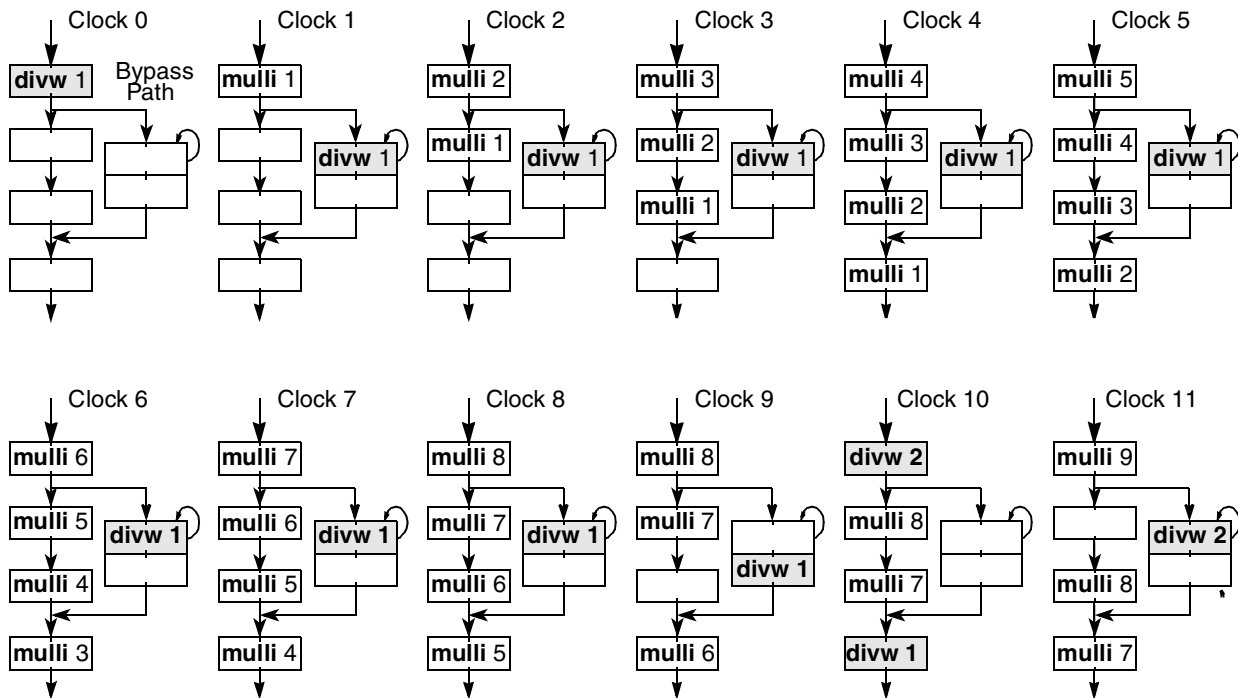 Clock 0 Clock 1 Clock 2 Clock 3 Clock 4 Clock 5
divw 1 mulli 1 mulli 2 mulli 3 mulli 4 mulli 5
Bypass
Path
mulli 1 mulli 2 mulli 3 mulli 4
divw 1 divw 1 divw 1 divw 1 divw 1
mulli 1 mulli 2 mulli 3
mulli 1 mulli 2
Clock 6 Clock 7 Clock 8 Clock 9 Clock 10 Clock 11
mulli 6 mulli 7 mulli 8 mulli 8 divw 2 mulli 9
mulli 5 mulli 6 mulli 7 mulli 7 mulli 8
divw 1 divw 1 divw 1 divw 2
mulli 4 mulli 5 mulli 6 divw 1 mulli 7 mulli 8
mulli 3 mulli 4 mulli 5 mulli 6 divw 1 mulli 7